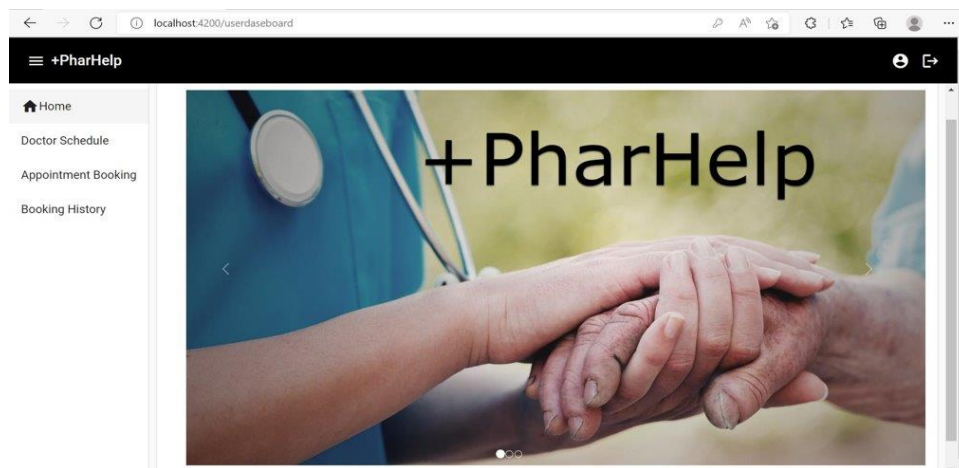 localhost:4200/userdaseboard
+PharHelp
Home
Doctor Schedule
Appointment Booking
Booking History
+PharHelp